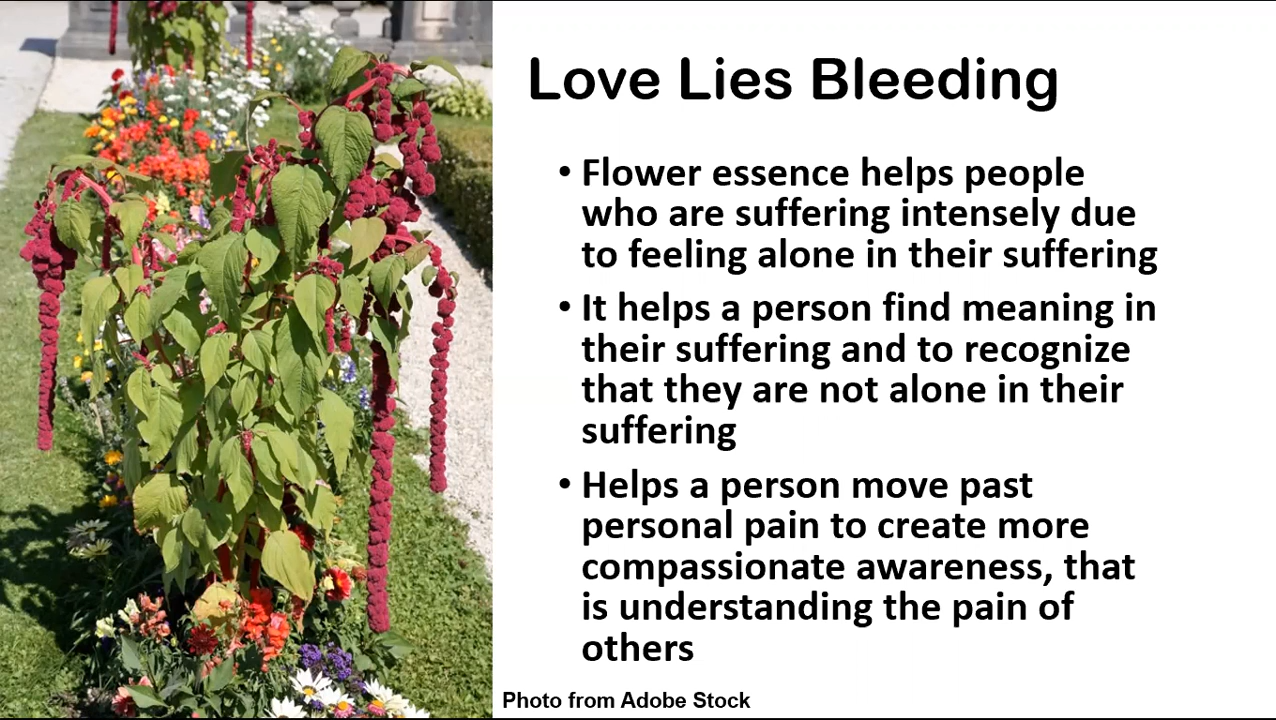 Love Lies Bleeding
• Flower essence helps people
who are suffering intensely due
to feeling alone in their suffering
• It helps a person find meaning in
their suffering and to recognize
that they are not alone in their
suffering
• Helps a person move past
personal pain to create more
compassionate awareness, that
is understanding the pain of
others
Photo from Adobe Stock